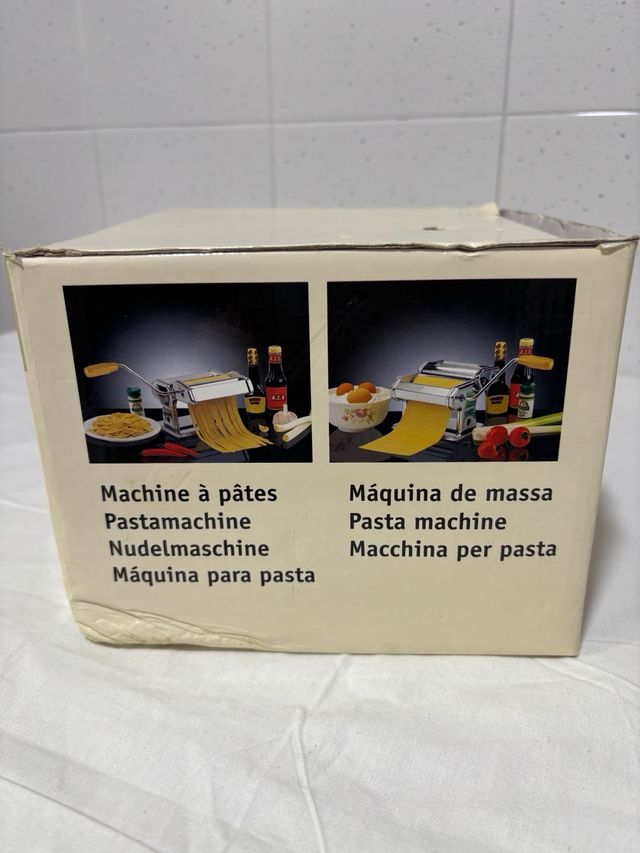 Machine à pâtes
Pastamachine
Nudelmaschine
Máquina para pasta
Máquina de massa
Pasta machine
Macchina per pasta